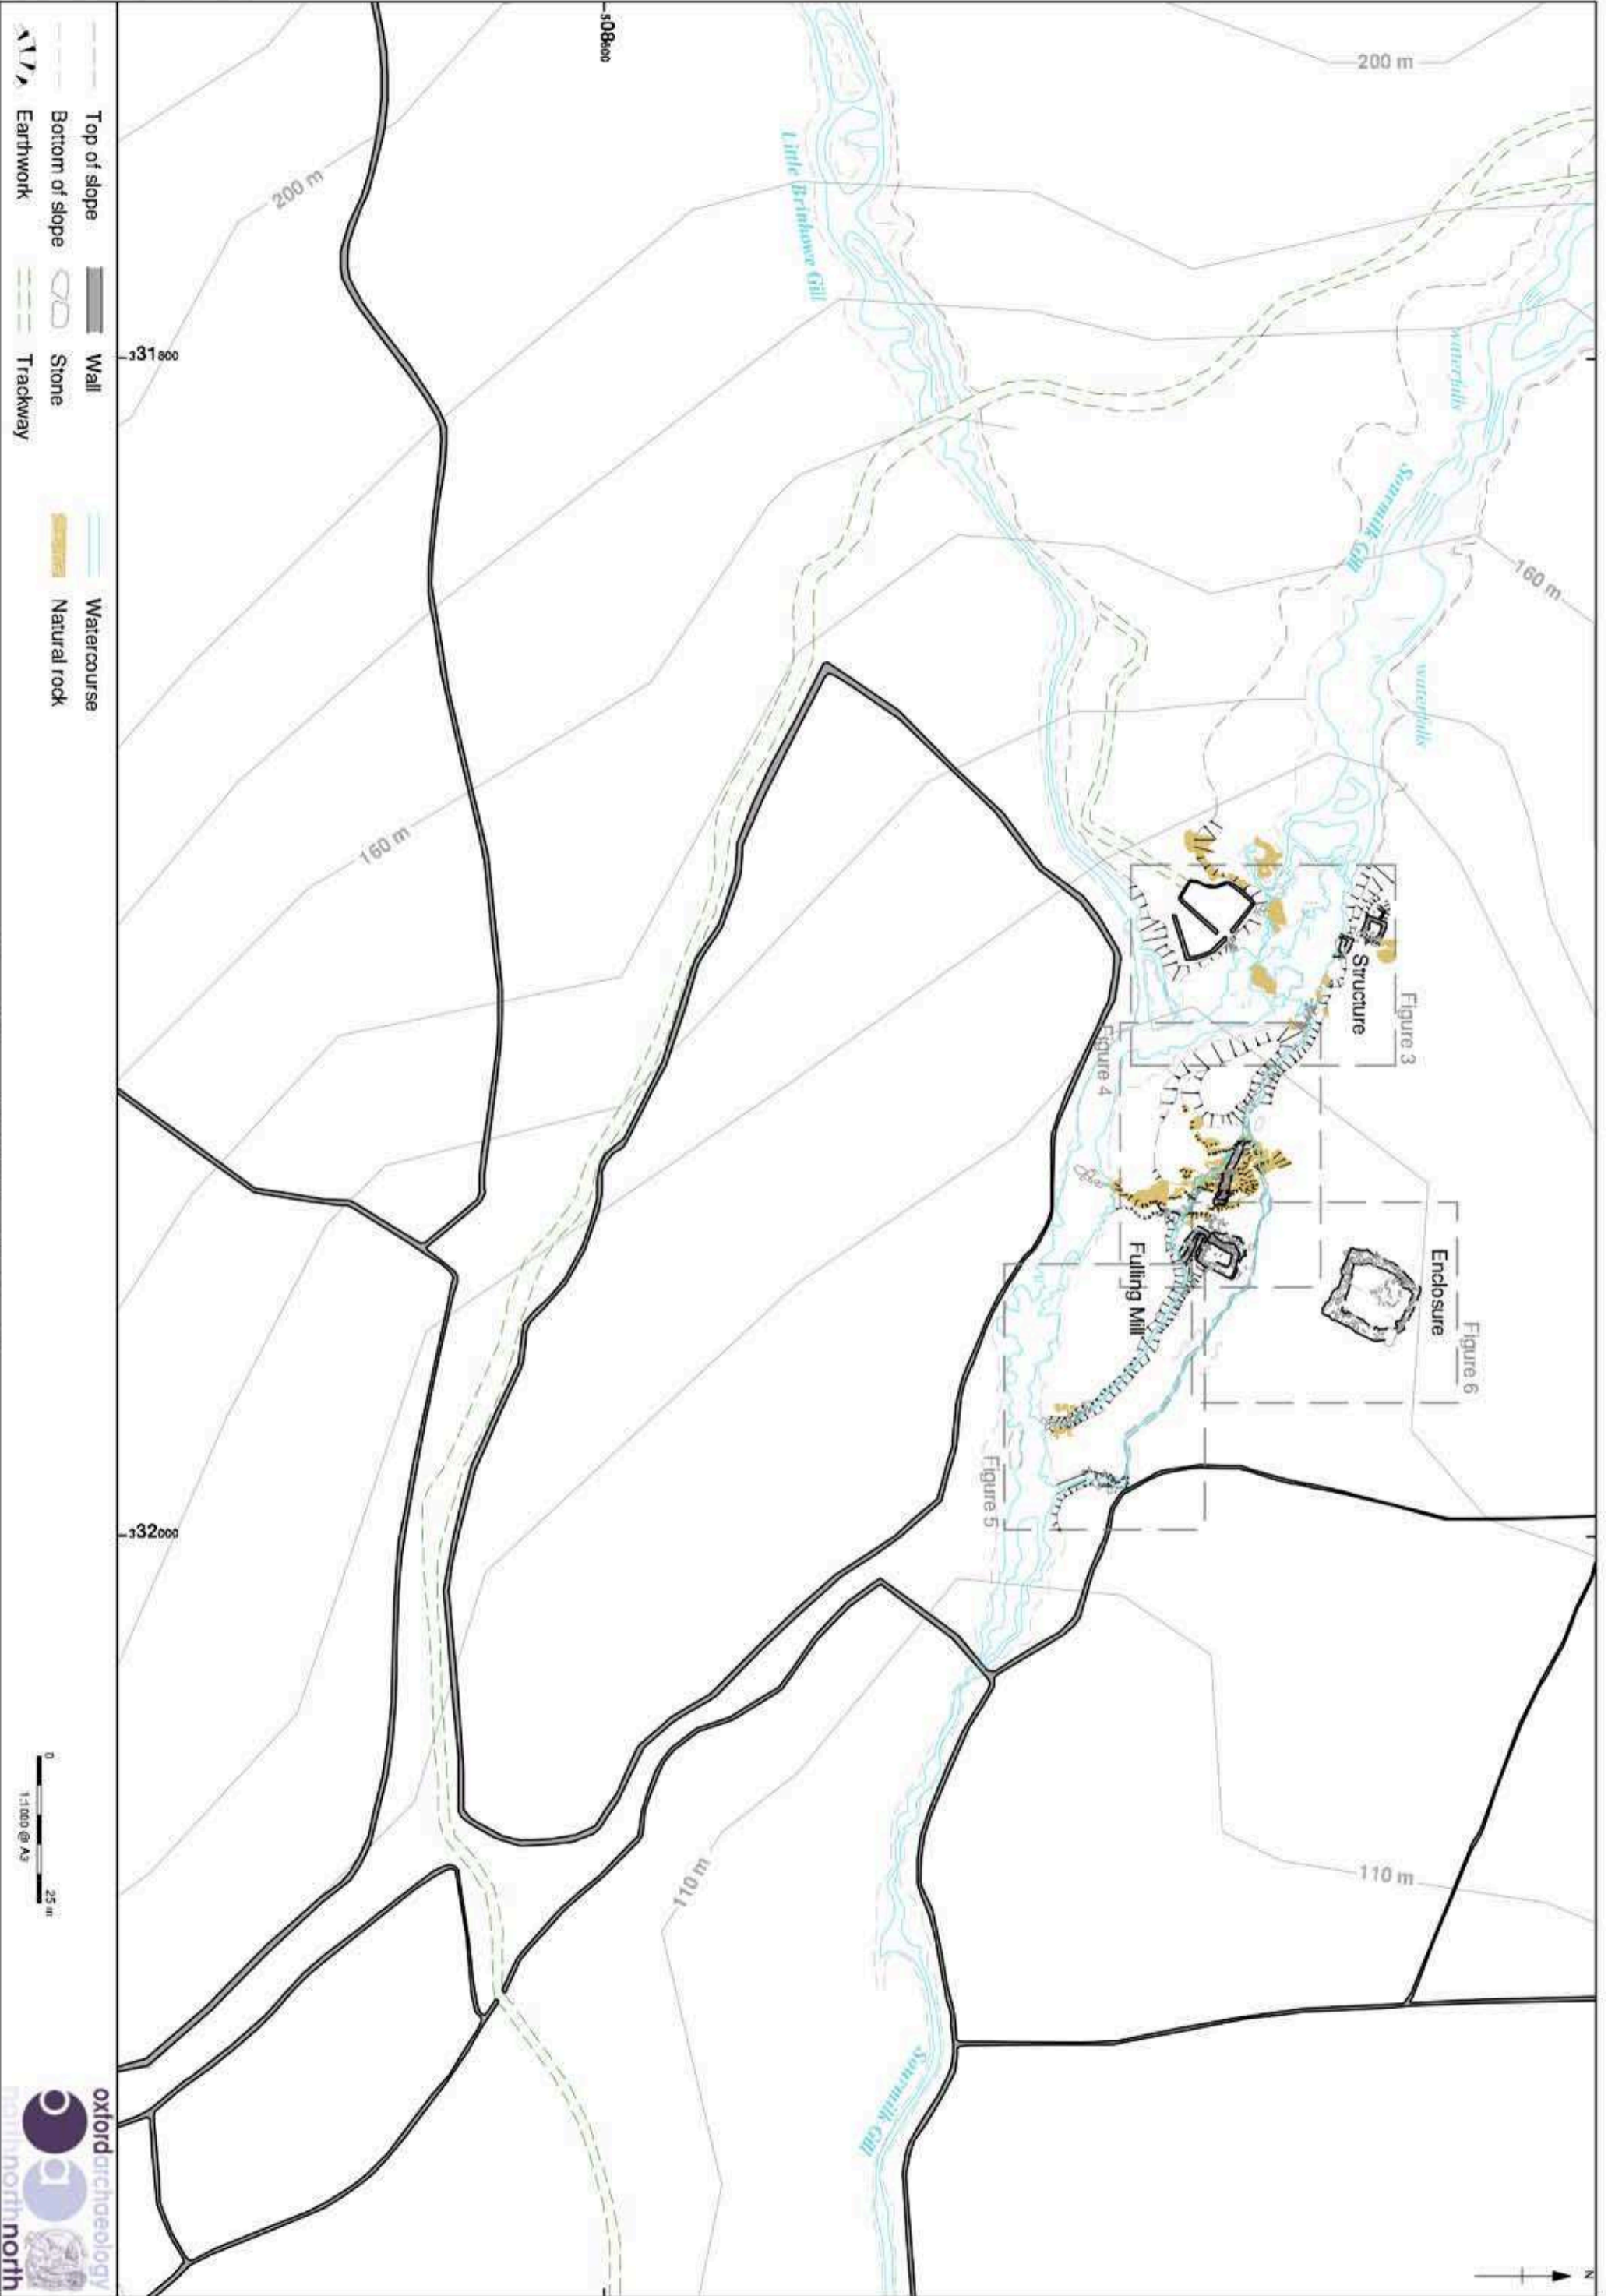 N
200 m
waterfalls
160 m
Sourmilk Gill
waterfalls
Figure 6
Enclosure
Figure 3
Structure
110 m
Fulling Mill
Figure 4
Figure 5
Little Brinhowe Gill
Sourmilk Gill
110 m
508600
160 m
200 m
331800
332000
Top of slope
Bottom of slope
Earthwork
Wall
Stone
Trackway
Watercourse
Natural rock
0
25 m
1:1000 @ A3
oxfordarchaeology
north